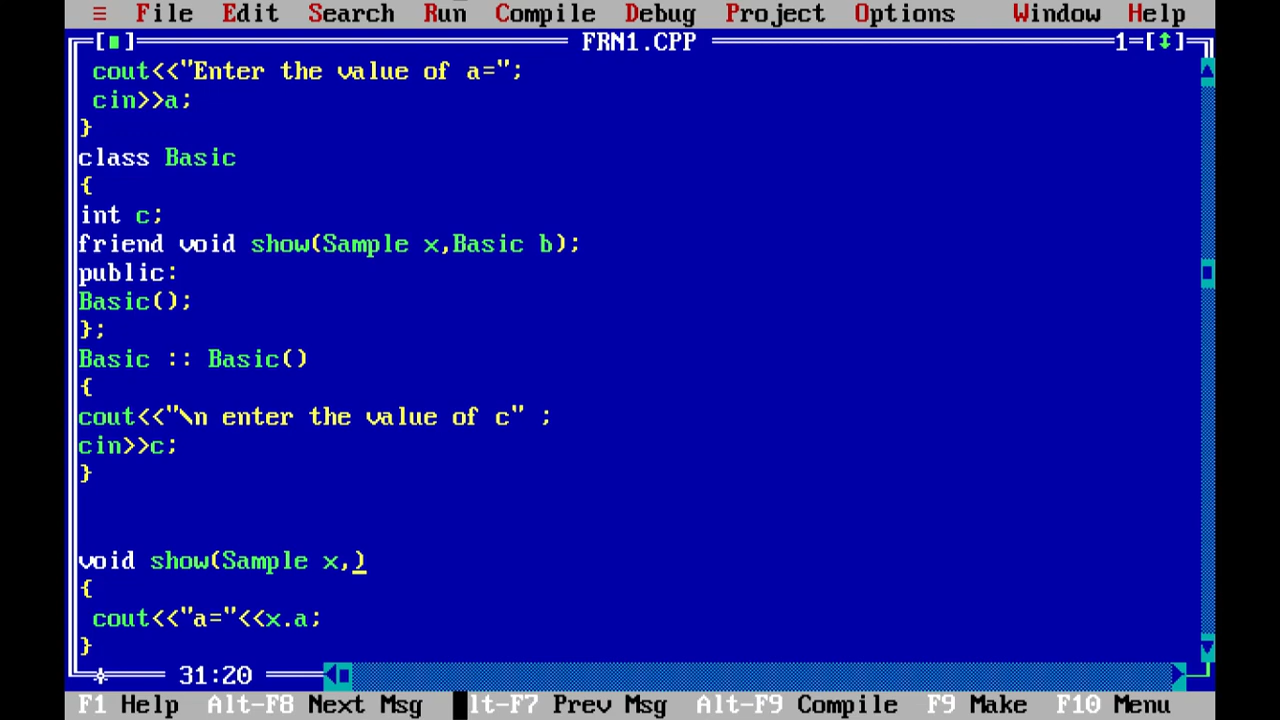 ≡ File Edit Search Run Compile Debug Project Options Window Help
[■] FRN1.CPP 1=[↕]
cout<<"Enter the value of a=";
cin>>a;
}
class Basic
{
int c;
friend void show(Sample x,Basic b);
public:
Basic();
};
Basic :: Basic()
{
cout<<"\n enter the value of c" ;
cin>>c;
}
void show(Sample x,)
{
cout<<"a="<<x.a;
}
31:20
F1 Help Alt-F8 Next Msg lt-F7 Prev Msg Alt-F9 Compile F9 Make F10 Menu